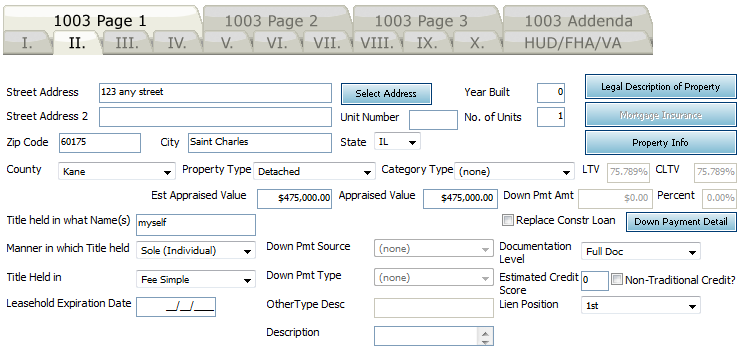 1003 Page 1 1003 Page 2 1003 Page 3 1003 Addenda
I. II. III. IV. V. VI. VII. VIII. IX. X. HUD/FHA/VA
Street Address 123 any street Select Address Year Built 0 Legal Description of Property
Street Address 2 Unit Number No. of Units 1 Mortgage Insurance
Zip Code 60175 City Saint Charles State IL Property Info
County Kane Property Type Detached Category Type (none) LTV 75.789% CLTV 75.789%
Est Appraised Value $475,000.00 Appraised Value $475,000.00 Down Pmt Amt $0.00 Percent 0.00%
Title held in what Name(s) myself Replace Constr Loan Down Payment Detail
Manner in which Title held Sole (Individual) Down Pmt Source (none) Documentation Level Full Doc
Title Held in Fee Simple Down Pmt Type (none) Estimated Credit Score 0 Non-Traditional Credit?
Leasehold Expiration Date __/__/____ OtherType Desc Lien Position 1st
Description